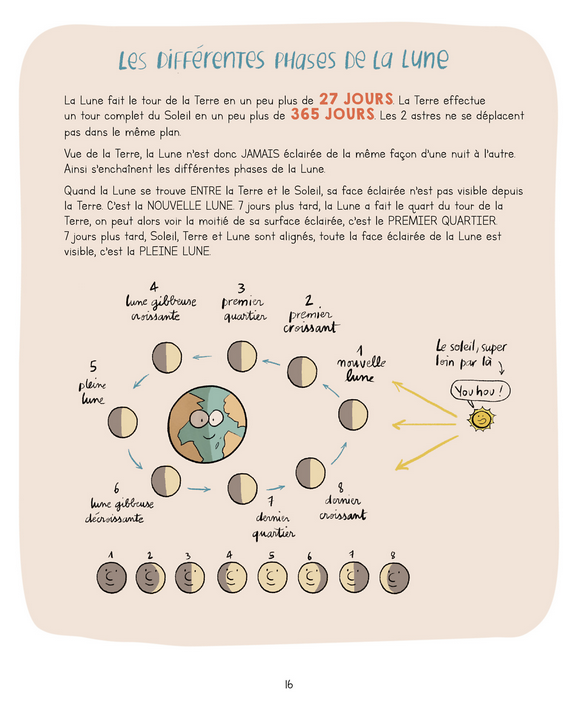 Les différentes phases de la Lune
La Lune fait le tour de la Terre en un peu plus de 27 JOURS. La Terre effectue
un tour complet du Soleil en un peu plus de 365 JOURS. Les 2 astres ne se déplacent
pas dans le même plan.
Vue de la Terre, la Lune n'est donc JAMAIS éclairée de la même façon d'une nuit à l'autre.
Ainsi s'enchaînent les différentes phases de la Lune.
Quand la Lune se trouve ENTRE la Terre et le Soleil, sa face éclairée n'est pas visible depuis
la Terre. C'est la NOUVELLE LUNE. 7 jours plus tard, la Lune a fait le quart du tour de la
Terre, on peut alors voir la moitié de sa surface éclairée, c'est le PREMIER QUARTIER.
7 jours plus tard, Soleil, Terre et Lune sont alignés, toute la face éclairée de la Lune est
visible, c'est la PLEINE LUNE.
4
lune gibbeuse
croissante
3
premier
quartier
2
premier
croissant
1
nouvelle
lune
Le soleil, super
loin par là
Youhou !
5
pleine
lune
6
lune gibbeuse
décroissante
7
dernier
quartier
8
dernier
croissant
1 2 3 4 5 6 7 8
16